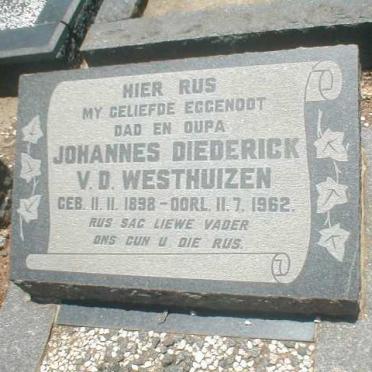 HIER RUS
MY GELIEFDE EGGENOOT
DAD EN OUPA
JOHANNES DIEDERICK
V.D. WESTHUIZEN
GEB. 11. 11. 1898 - OORL. 11. 7. 1962.
RUS SAG LIEWE VADER
ONS GUN U DIE RUS.